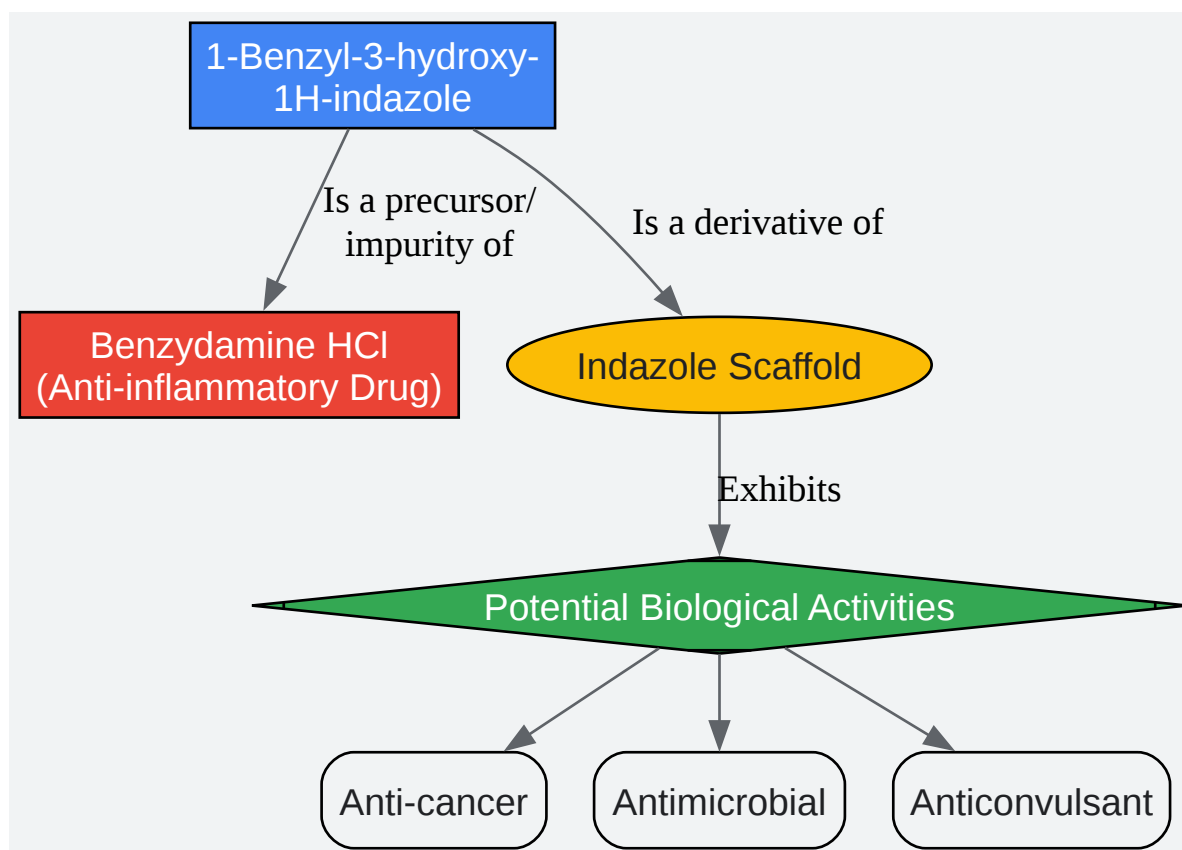 1-Benzyl-3-hydroxy-
1H-indazole
Is a precursor/
impurity of
Is a derivative of
Benzydamine HCl
(Anti-inflammatory Drug)
Indazole Scaffold
Exhibits
Potential Biological Activities
Anti-cancer
Antimicrobial
Anticonvulsant